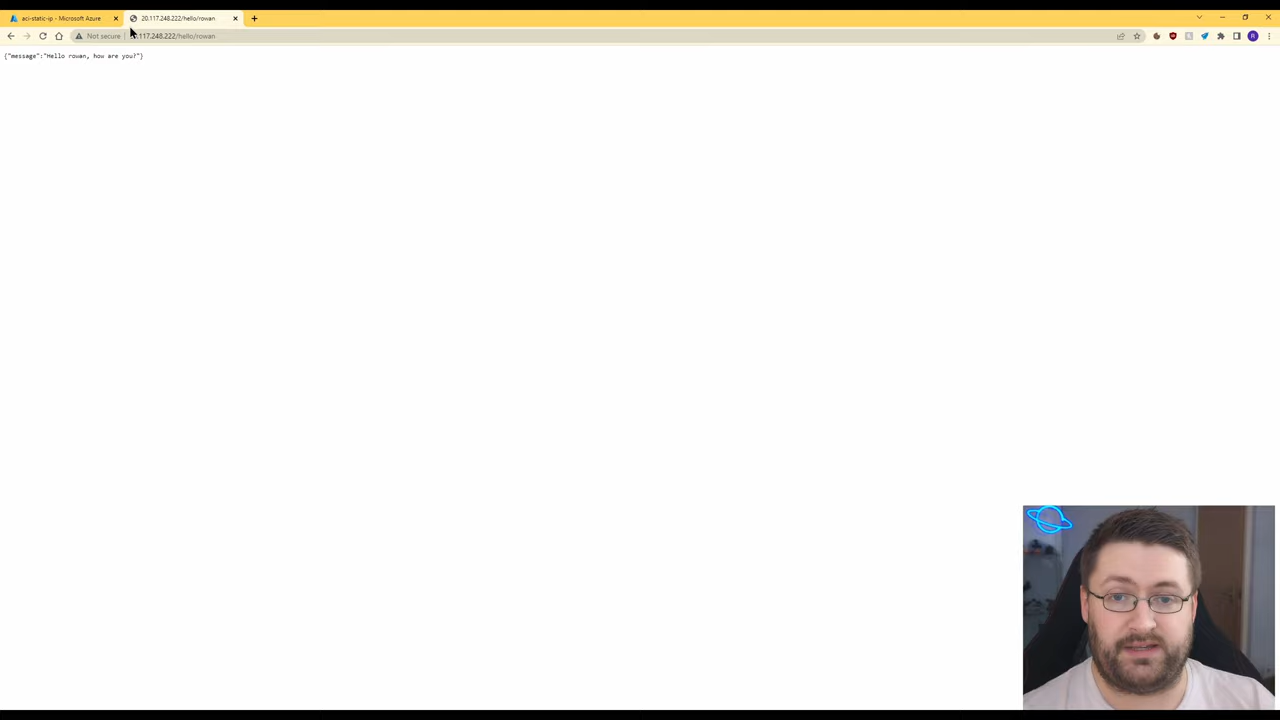 aci-static-ip - Microsoft Azure
20.117.248.222/hello/rowan
Not secure
.117.248.222/hello/rowan
R
{"message":"Hello rowan, how are you?"}